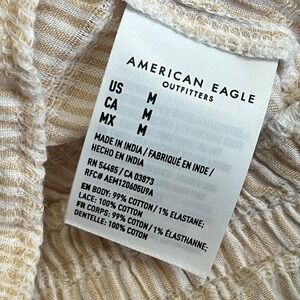 AMERICAN EAGLE
OUTFITTERS
US M
CA M
MX M
MADE IN INDIA / FABRIQUÉ EN INDE /
HECHO EN INDIA
RN 54485 / CA 03873
RFC# AEM120605U9A
EN BODY: 99% COTTON / 1% ELASTANE;
LACE: 100% COTTON
FR CORPS: 99% COTON / 1% ÉLASTHANNE;
DENTELLE: 100% COTON